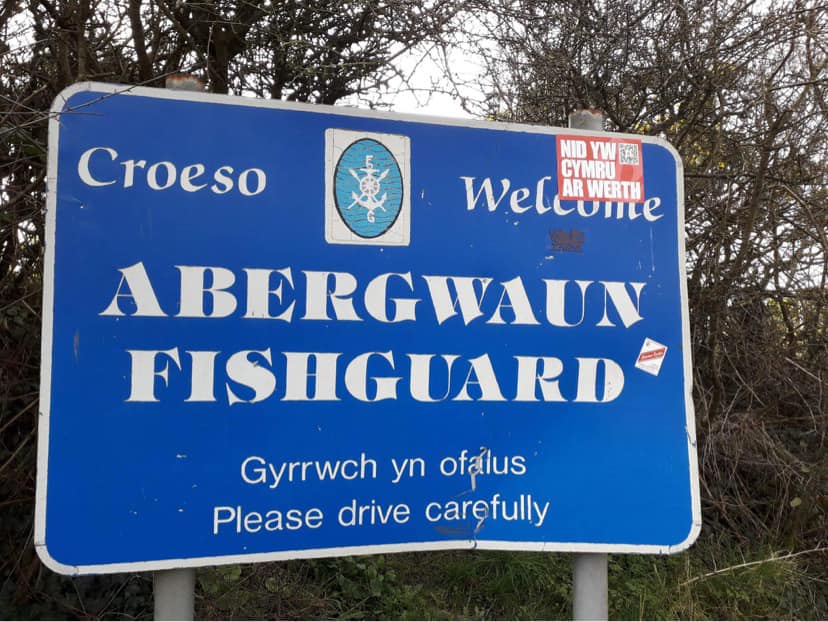 Croeso
Welcome
NID YW
CYMRU
AR WERTH
ABERGWAUN
FISHGUARD
Gyrrwch yn ofalus
Please drive carefully